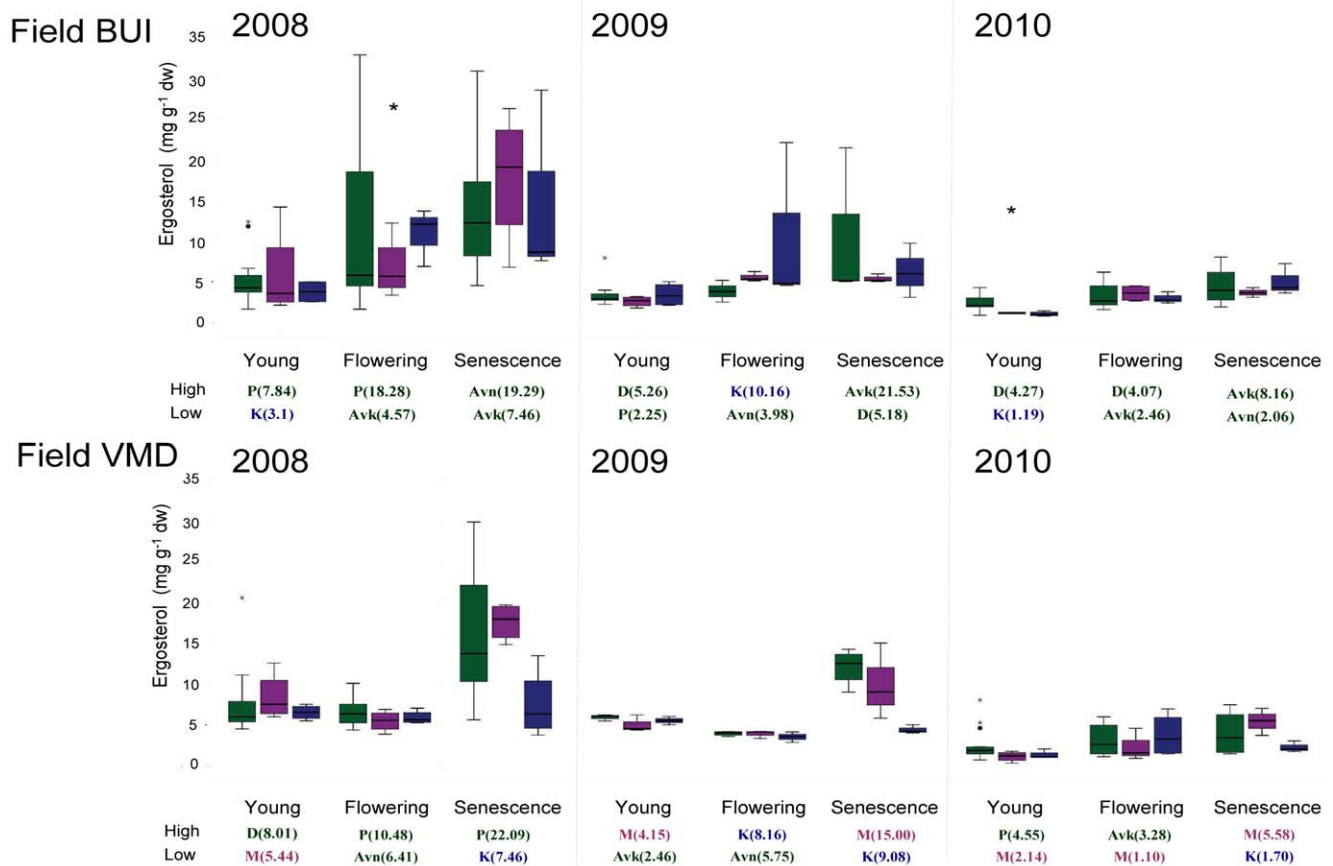 Field BUI
2008 2009 2010
Ergosterol (mg g⁻¹ dw)
35
30
25
20
15
10
5
0
*
*
*
*
Young Flowering Senescence Young Flowering Senescence Young Flowering Senescence
High P(7.84) P(18.28) Avn(19.29) D(5.26) K(10.16) Avk(21.53) D(4.27) D(4.07) Avk(8.16)
Low K(3.1) Avk(4.57) Avk(7.46) P(2.25) Avn(3.98) D(5.18) K(1.19) Avk(2.46) Avn(2.06)
Field VMD
2008 2009 2010
Ergosterol (mg g⁻¹ dw)
35
30
25
20
15
10
5
0
*
*
*
Young Flowering Senescence Young Flowering Senescence Young Flowering Senescence
High D(8.01) P(10.48) P(22.09) M(4.15) K(8.16) M(15.00) P(4.55) Avk(3.28) M(5.58)
Low M(5.44) Avn(6.41) K(7.46) Avk(2.46) Avn(5.75) K(9.08) M(2.14) M(1.10) K(1.70)